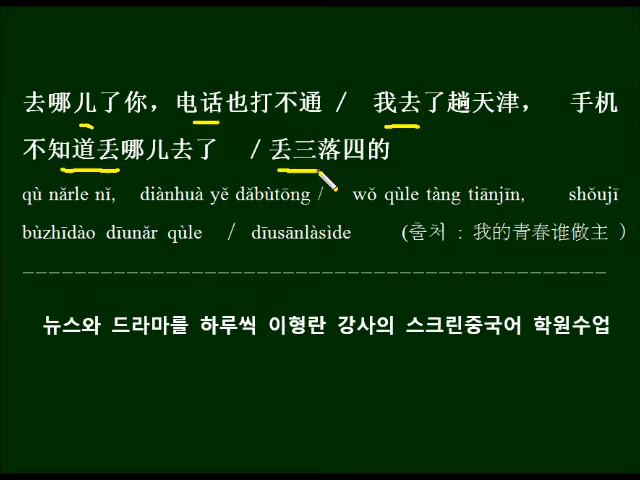 去哪儿了你，电话也打不通 / 我去了趟天津， 手机
不知道丢哪儿去了 / 丢三落四的
qù nǎrle nǐ, diànhuà yě dǎbùtōng / wǒ qùle tàng tiānjīn, shǒujī
bùzhīdào diūnǎr qùle / diūsānlàsìde (출처 : 我的青春谁做主 )
뉴스와 드라마를 하루씩 이형란 강사의 스크린중국어 학원수업